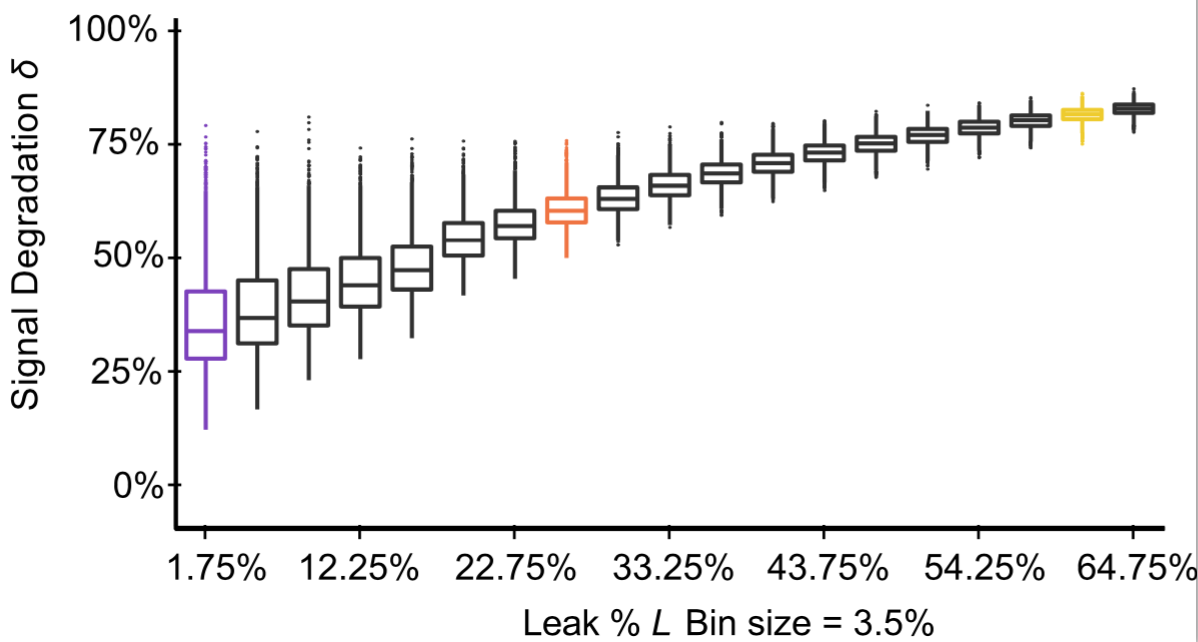 100%
75%
50%
25%
0%
Signal Degradation δ
1.75% 12.25% 22.75% 33.25% 43.75% 54.25% 64.75%
Leak % L Bin size = 3.5%